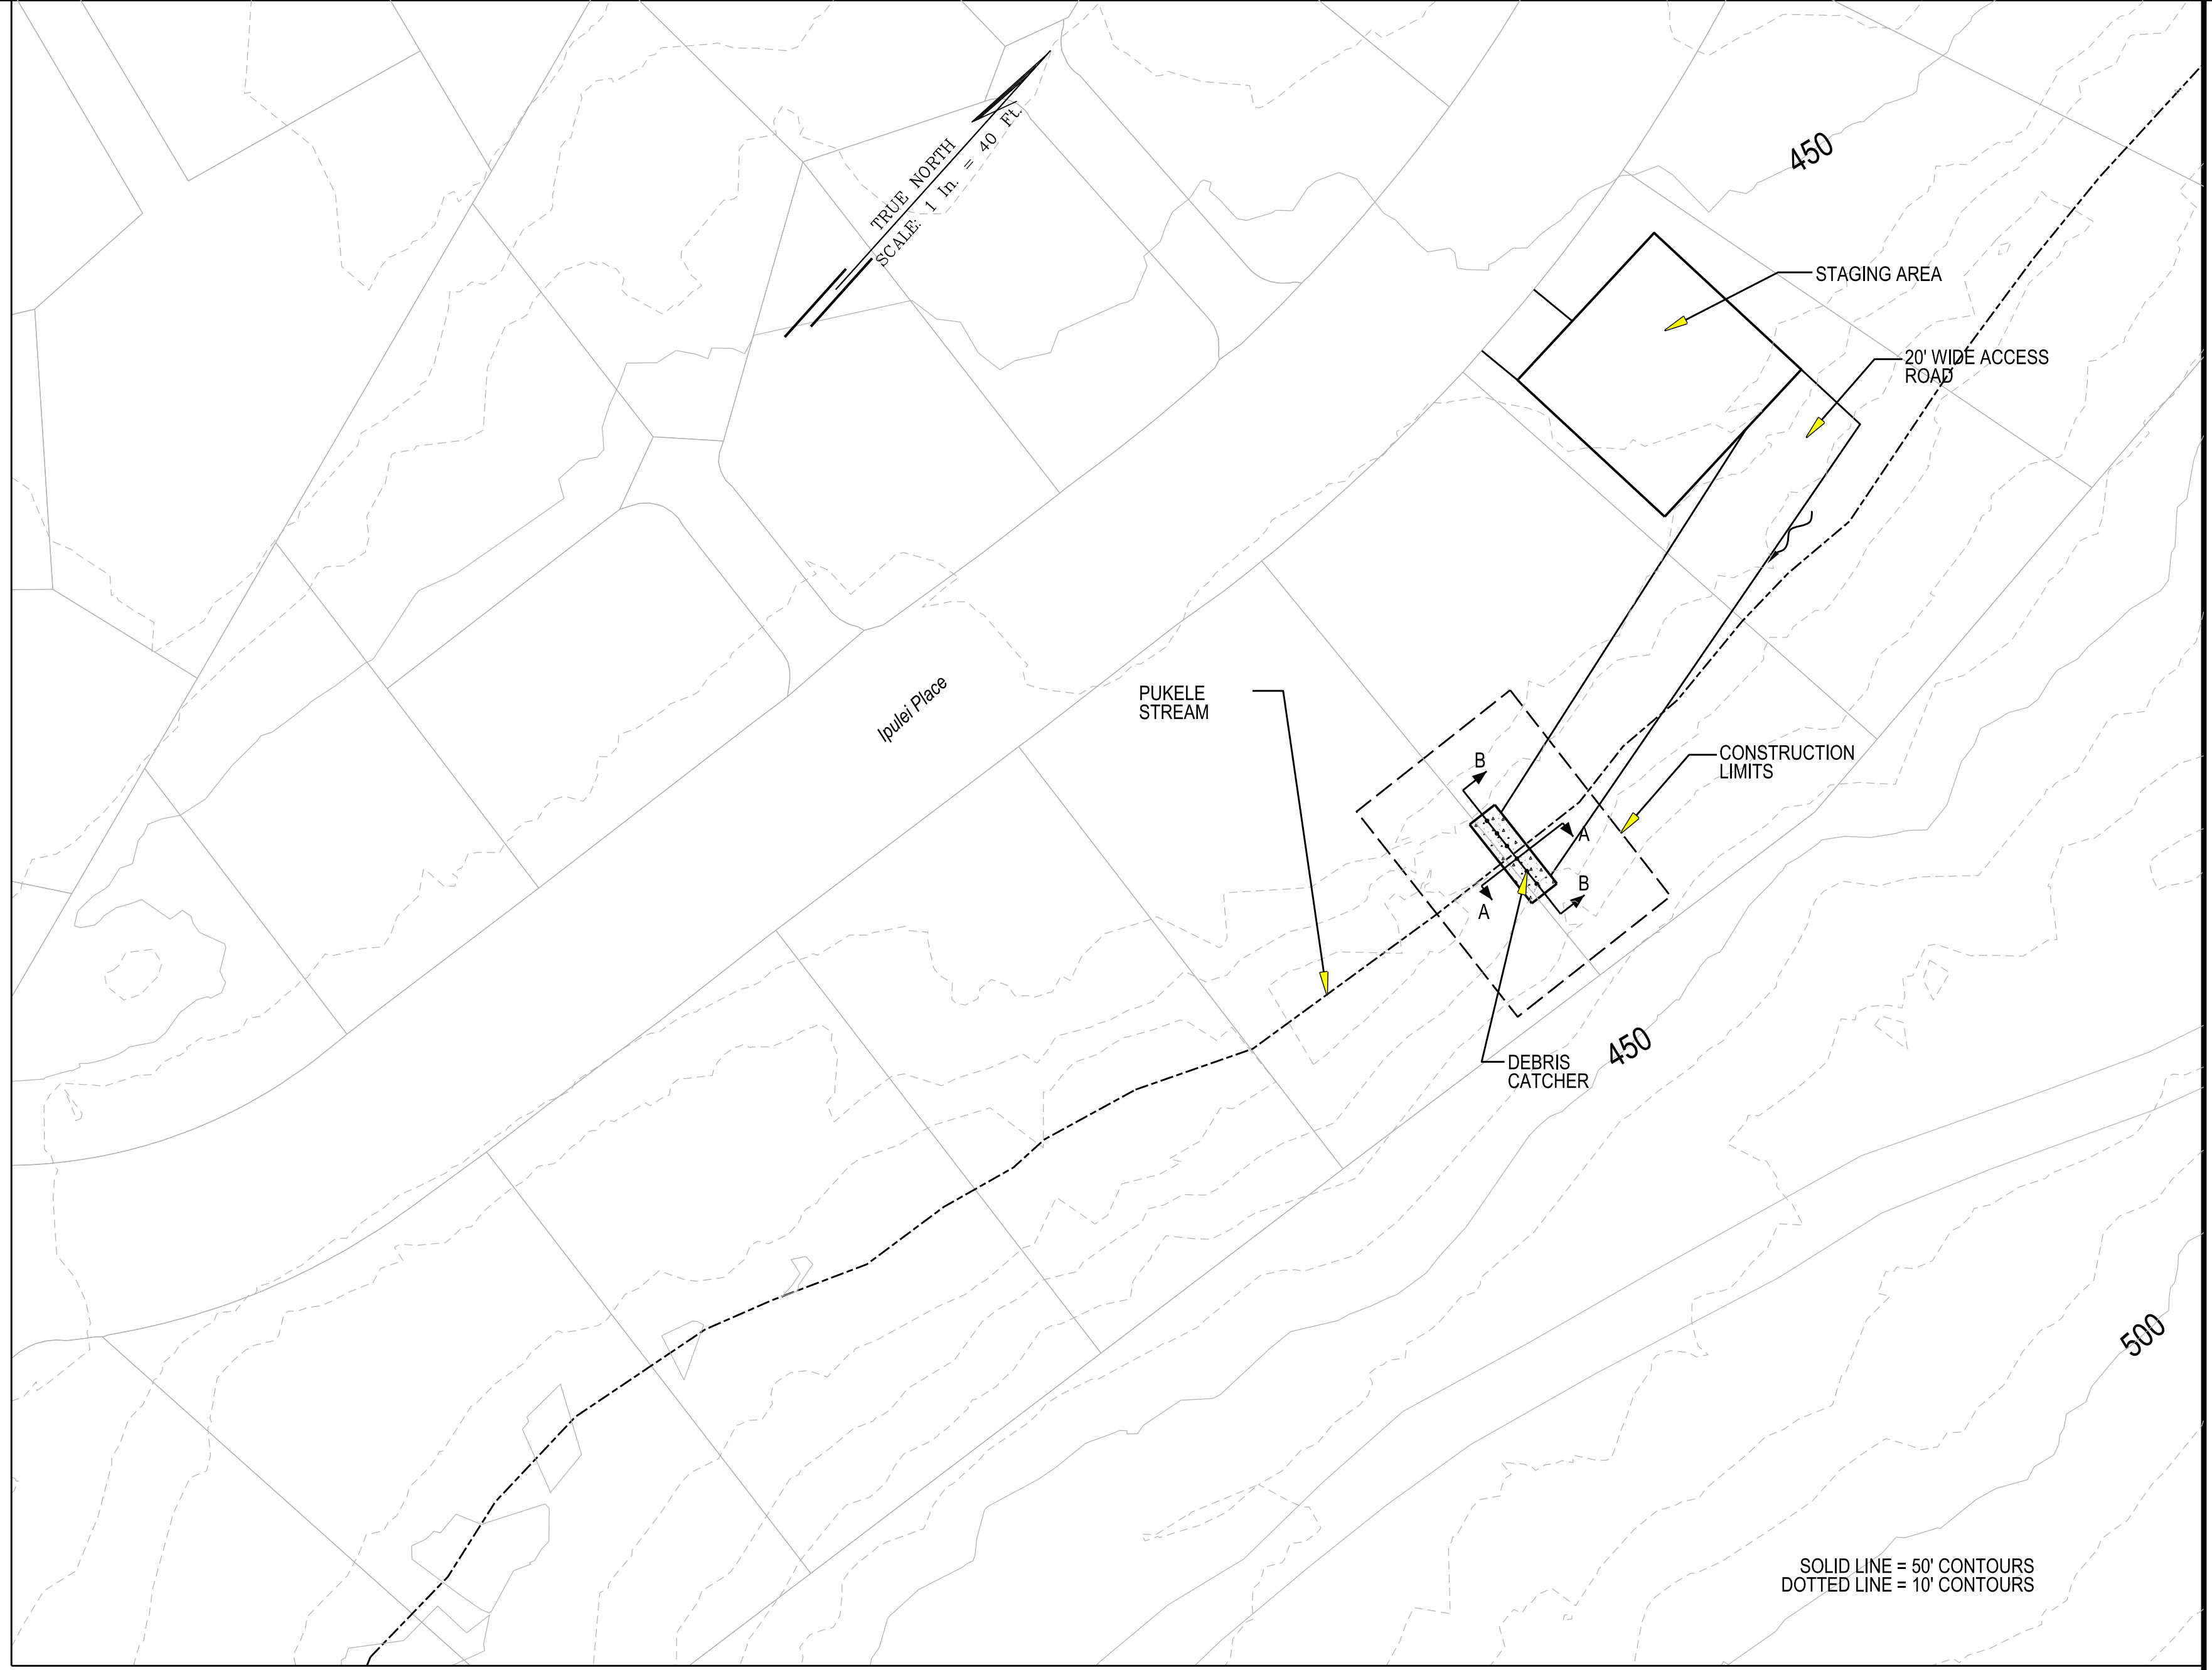 TRUE NORTH
SCALE: 1 In. = 40 Ft.
450
STAGING AREA
20' WIDE ACCESS
ROAD
Ipulei Place
PUKELE
STREAM
CONSTRUCTION
LIMITS
B
A
B
A
450
DEBRIS
CATCHER
500
SOLID LINE = 50' CONTOURS
DOTTED LINE = 10' CONTOURS